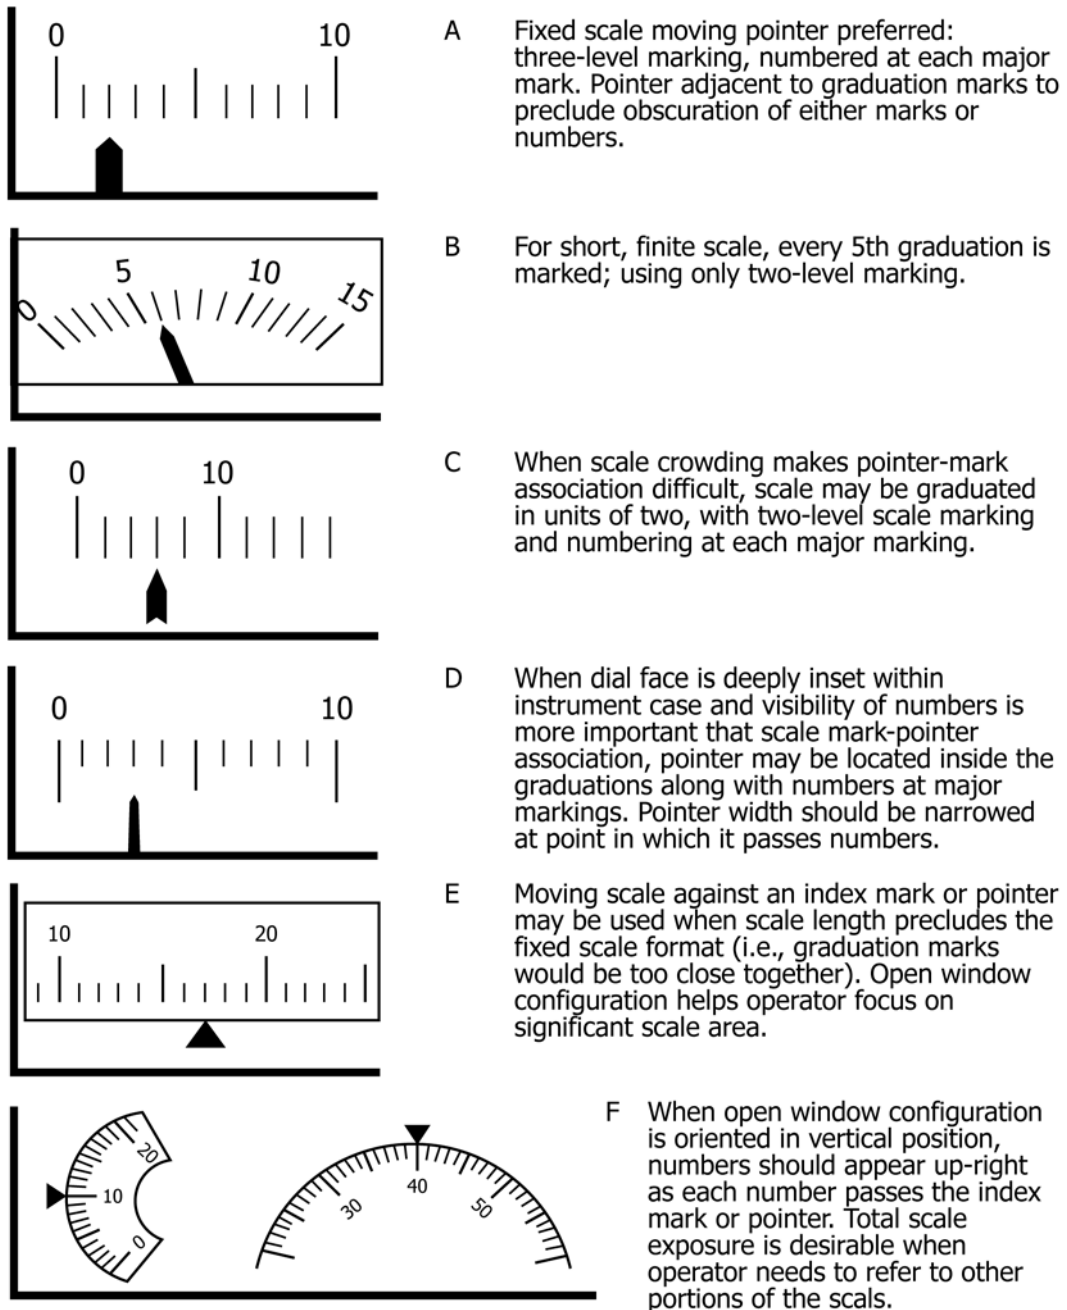 0 10
A Fixed scale moving pointer preferred:
three-level marking, numbered at each major
mark. Pointer adjacent to graduation marks to
preclude obscuration of either marks or
numbers.
0 5 10 15
B For short, finite scale, every 5th graduation is
marked; using only two-level marking.
0 10
C When scale crowding makes pointer-mark
association difficult, scale may be graduated
in units of two, with two-level scale marking
and numbering at each major marking.
0 10
D When dial face is deeply inset within
instrument case and visibility of numbers is
more important that scale mark-pointer
association, pointer may be located inside the
graduations along with numbers at major
markings. Pointer width should be narrowed
at point in which it passes numbers.
10 20
E Moving scale against an index mark or pointer
may be used when scale length precludes the
fixed scale format (i.e., graduation marks
would be too close together). Open window
configuration helps operator focus on
significant scale area.
20
10
0
30 40 50
F When open window configuration
is oriented in vertical position,
numbers should appear up-right
as each number passes the index
mark or pointer. Total scale
exposure is desirable when
operator needs to refer to other
portions of the scals.